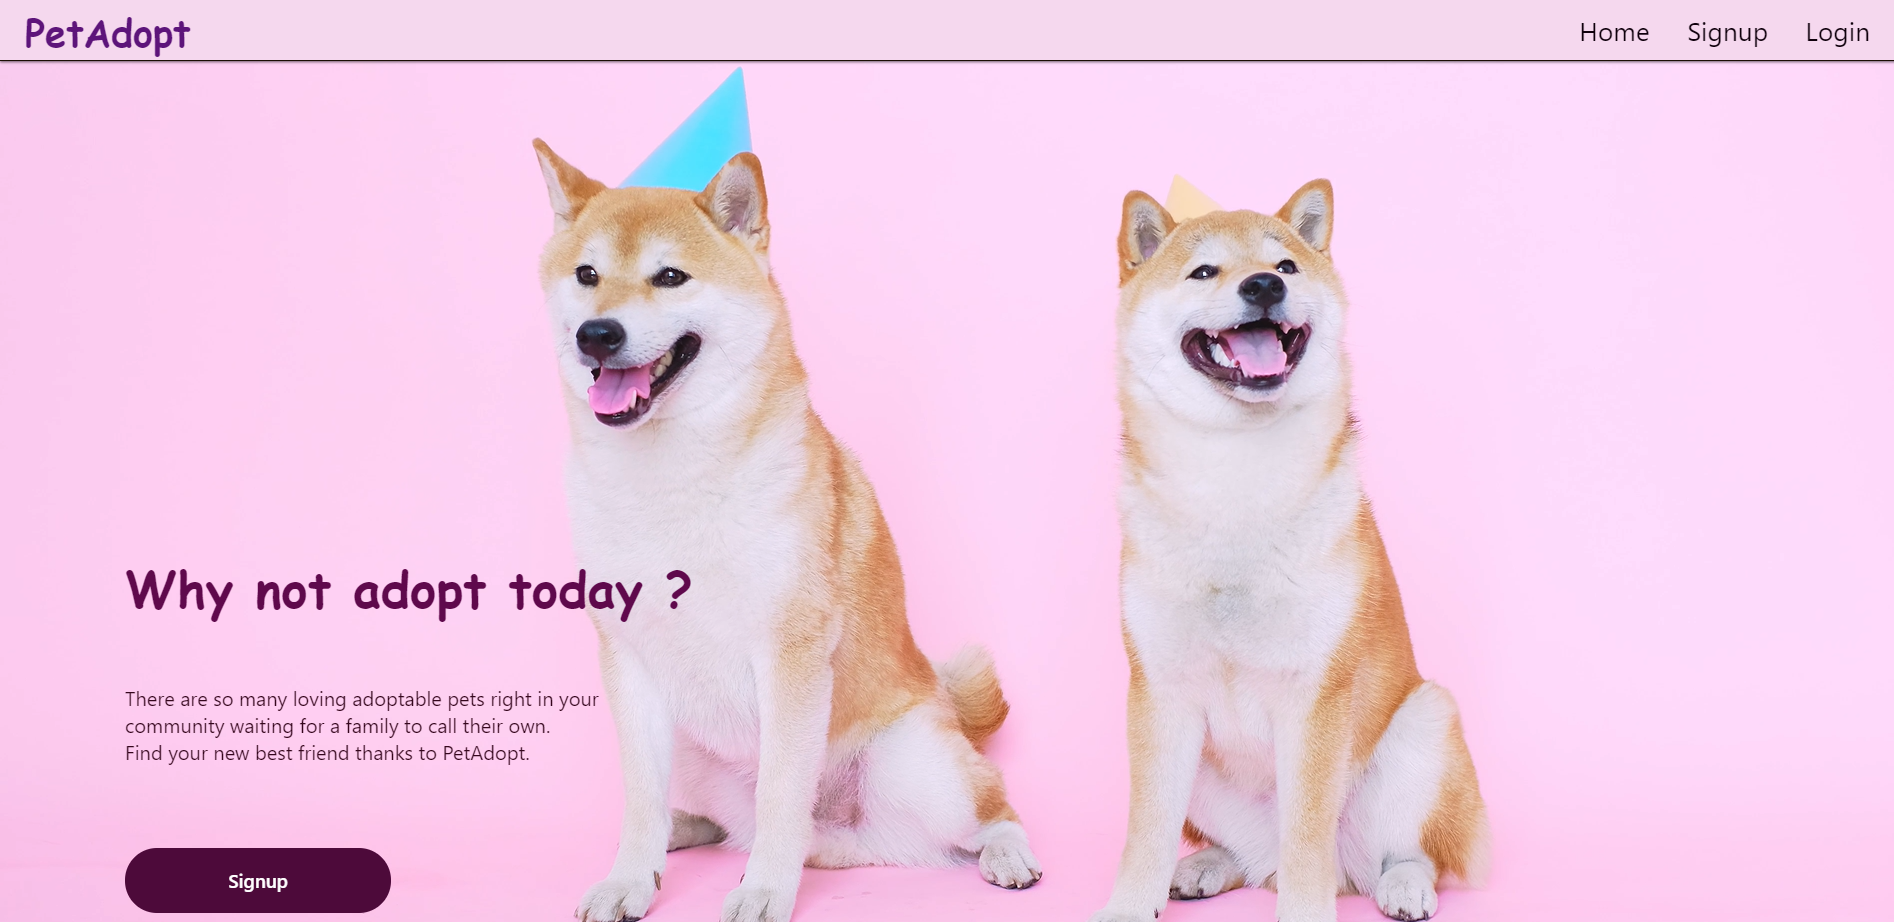 PetAdopt
Home Signup Login
Why not adopt today ?
There are so many loving adoptable pets right in your
community waiting for a family to call their own.
Find your new best friend thanks to PetAdopt.
Signup